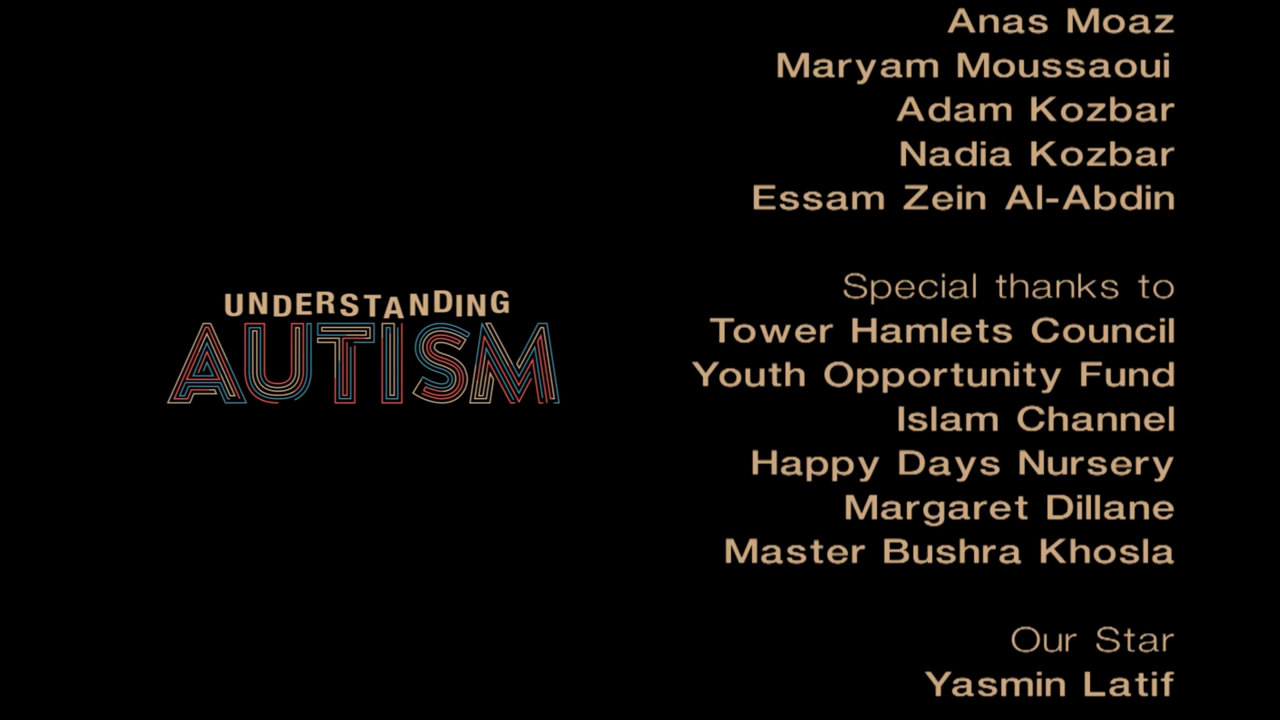 Anas Moaz
Maryam Moussaoui
Adam Kozbar
Nadia Kozbar
Essam Zein Al-Abdin
UNDERSTANDING
AUTISM
Special thanks to
Tower Hamlets Council
Youth Opportunity Fund
Islam Channel
Happy Days Nursery
Margaret Dillane
Master Bushra Khosla
Our Star
Yasmin Latif